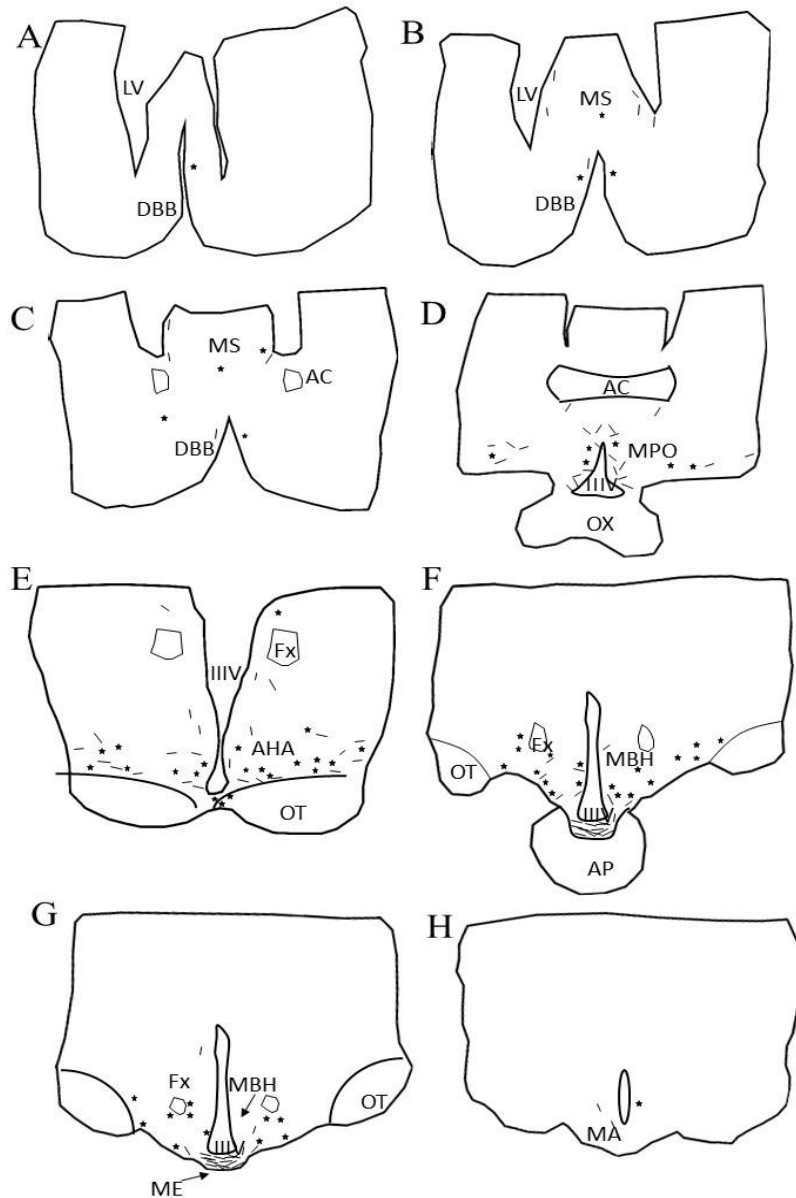 A
LV
DBB
B
LV
MS
DBB
C
MS
AC
DBB
D
AC
MPO
IIIV
OX
E
IIIV
Fx
AHA
OT
F
Fx
MBH
OT
IIIV
AP
G
Fx
MBH
OT
IIIV
ME
H
MA